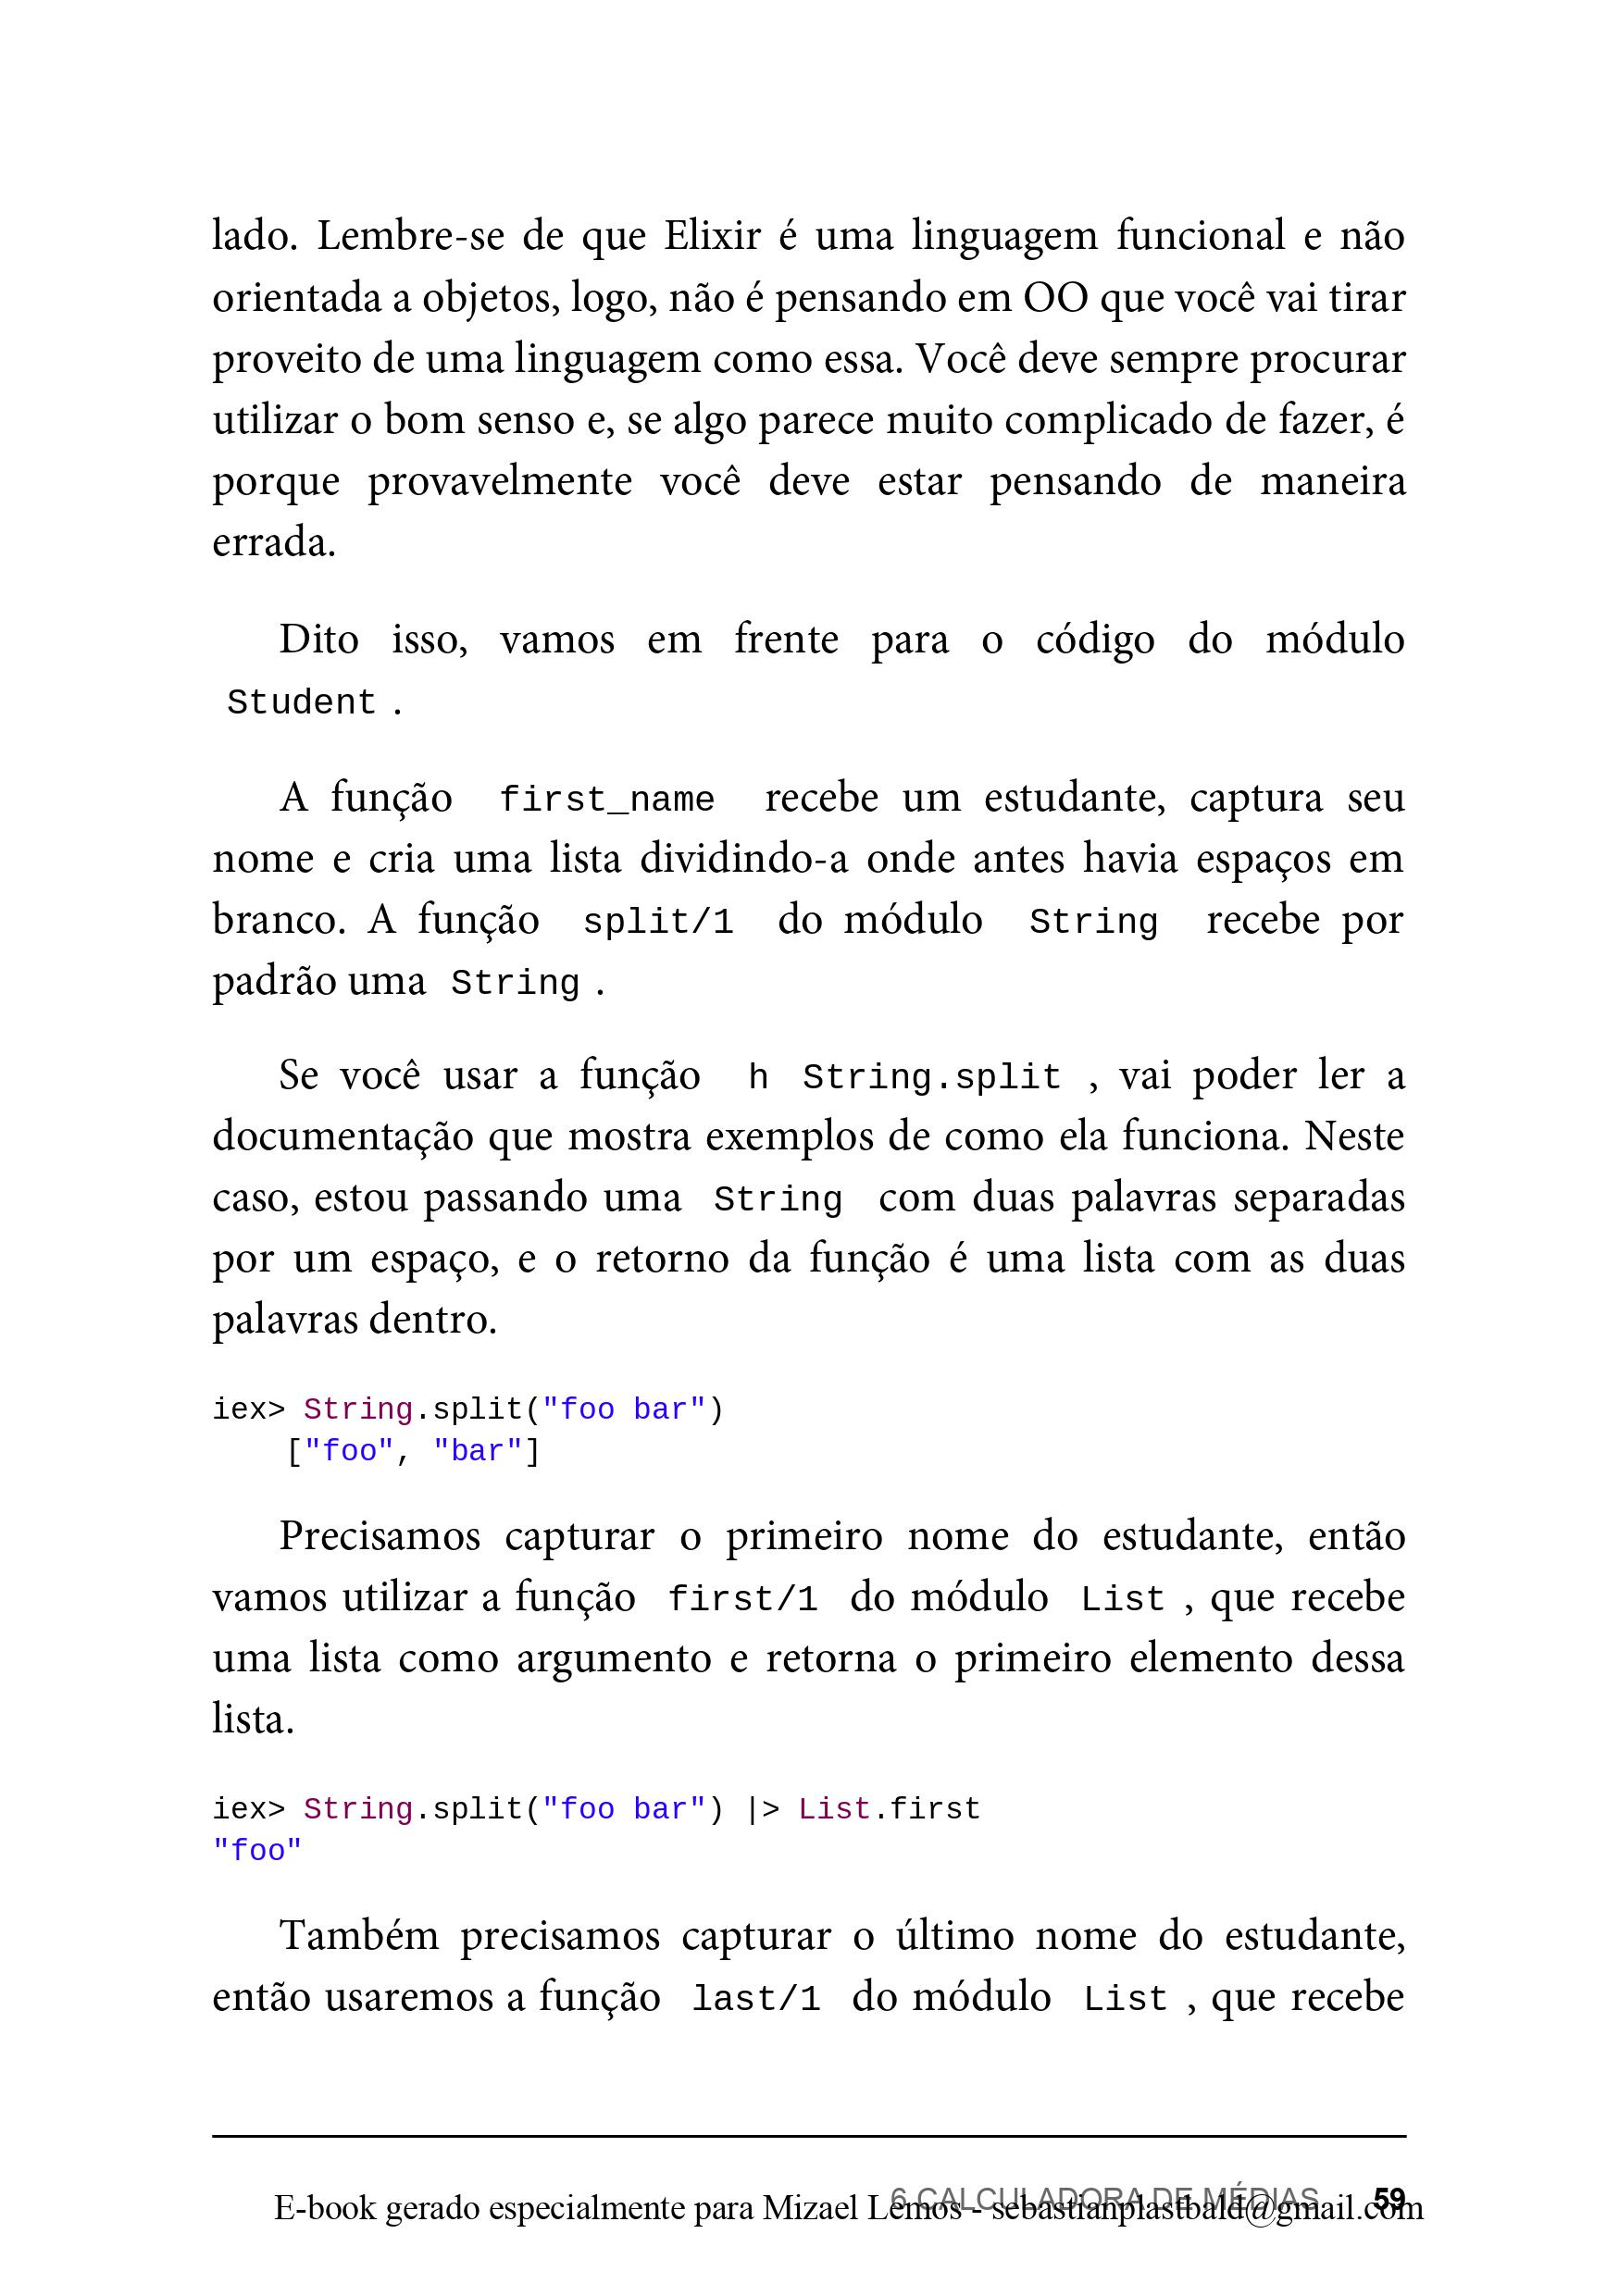 lado. Lembre-se de que Elixir é uma linguagem funcional e não
orientada a objetos, logo, não é pensando em OO que você vai tirar
proveito de uma linguagem como essa. Você deve sempre procurar
utilizar o bom senso e, se algo parece muito complicado de fazer, é
porque provavelmente você deve estar pensando de maneira
errada.
Dito isso, vamos em frente para o código do módulo
Student .
A função first_name recebe um estudante, captura seu
nome e cria uma lista dividindo-a onde antes havia espaços em
branco. A função split/1 do módulo String recebe por
padrão uma String .
Se você usar a função h String.split , vai poder ler a
documentação que mostra exemplos de como ela funciona. Neste
caso, estou passando uma String com duas palavras separadas
por um espaço, e o retorno da função é uma lista com as duas
palavras dentro.
iex> String.split("foo bar")
    ["foo", "bar"]
Precisamos capturar o primeiro nome do estudante, então
vamos utilizar a função first/1 do módulo List , que recebe
uma lista como argumento e retorna o primeiro elemento dessa
lista.
iex> String.split("foo bar") |> List.first
"foo"
Também precisamos capturar o último nome do estudante,
então usaremos a função last/1 do módulo List , que recebe
6 CALCULADORA DE MÉDIAS 59
E-book gerado especialmente para Mizael Lemos - sebastianplastbald@gmail.com